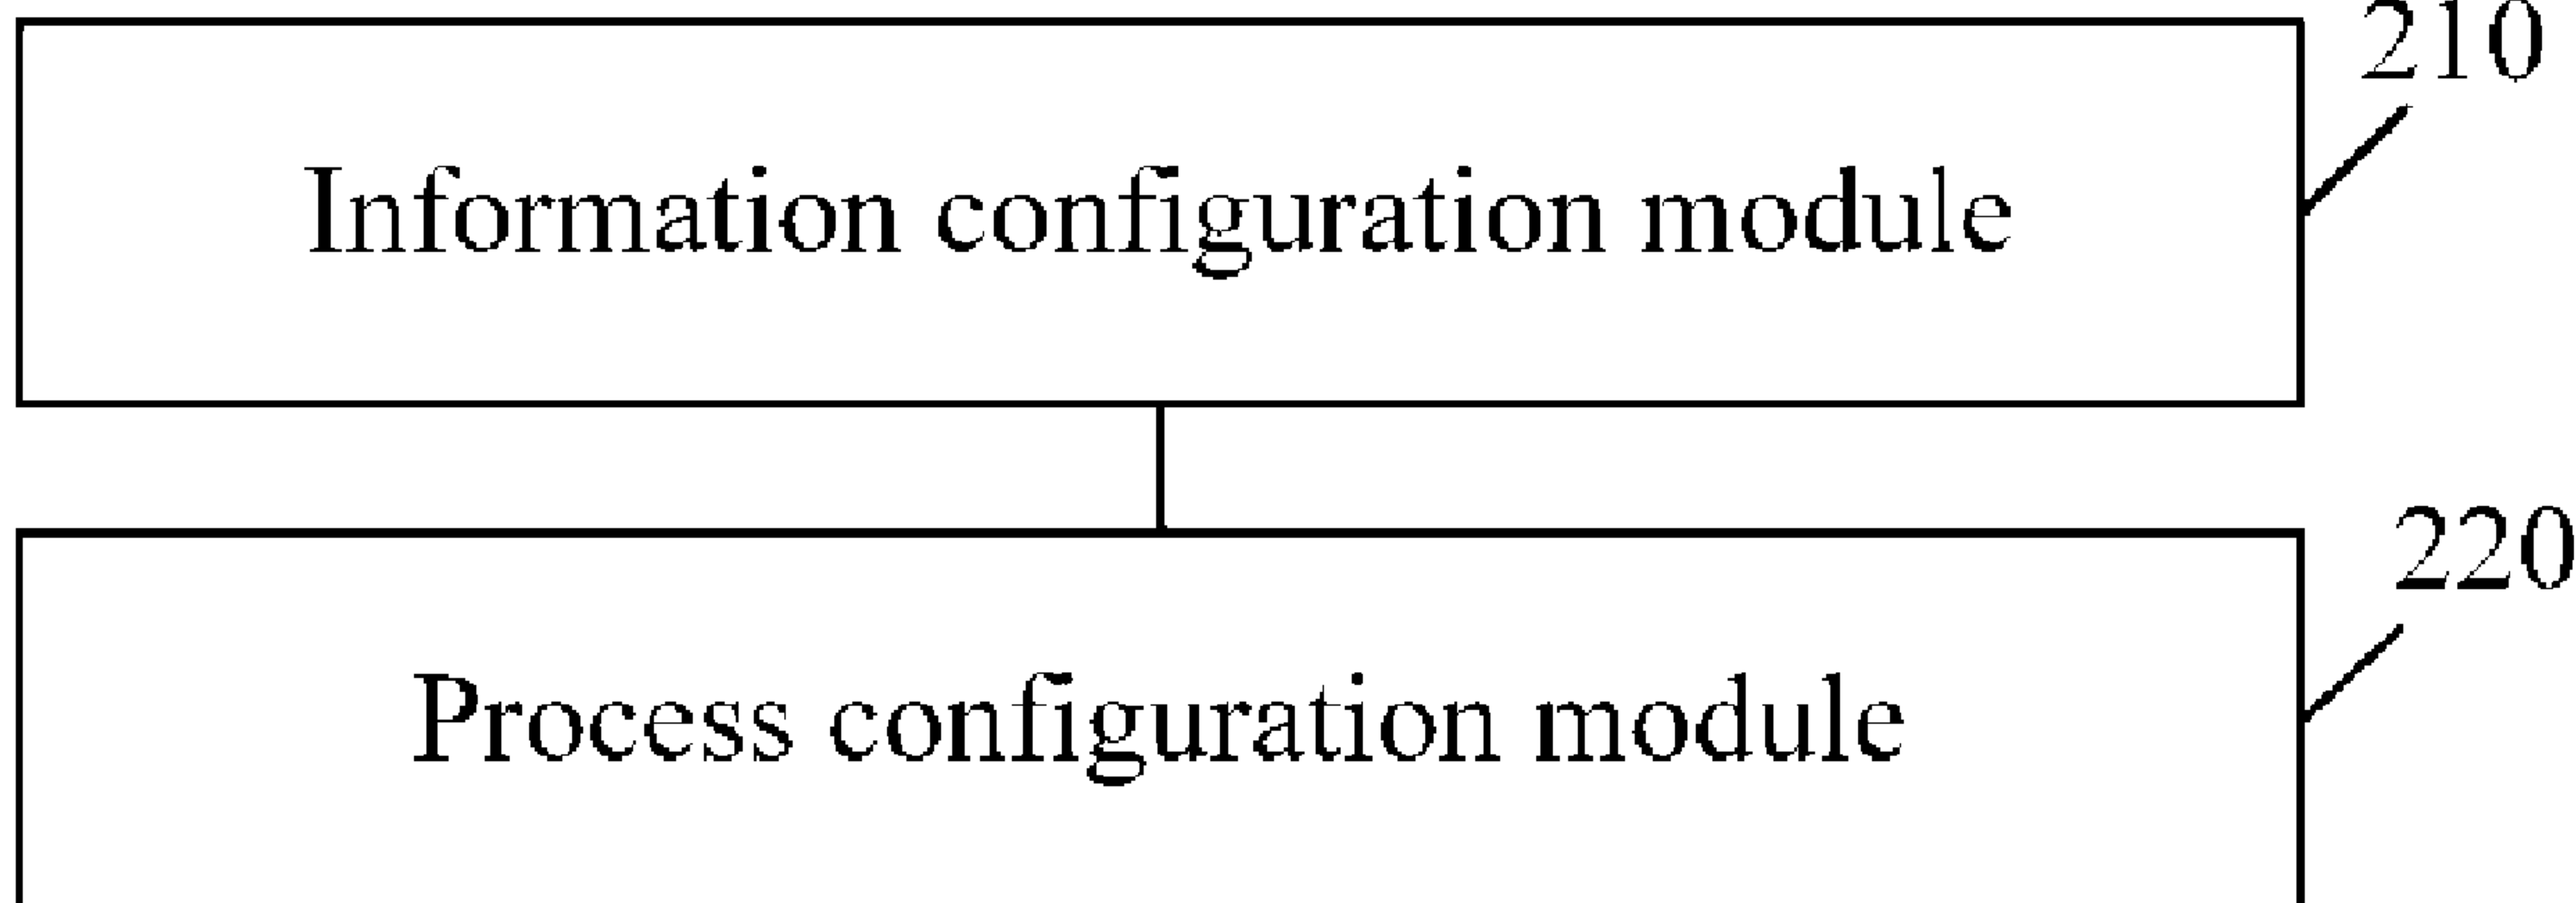 210
Information configuration module
220
Process configuration module